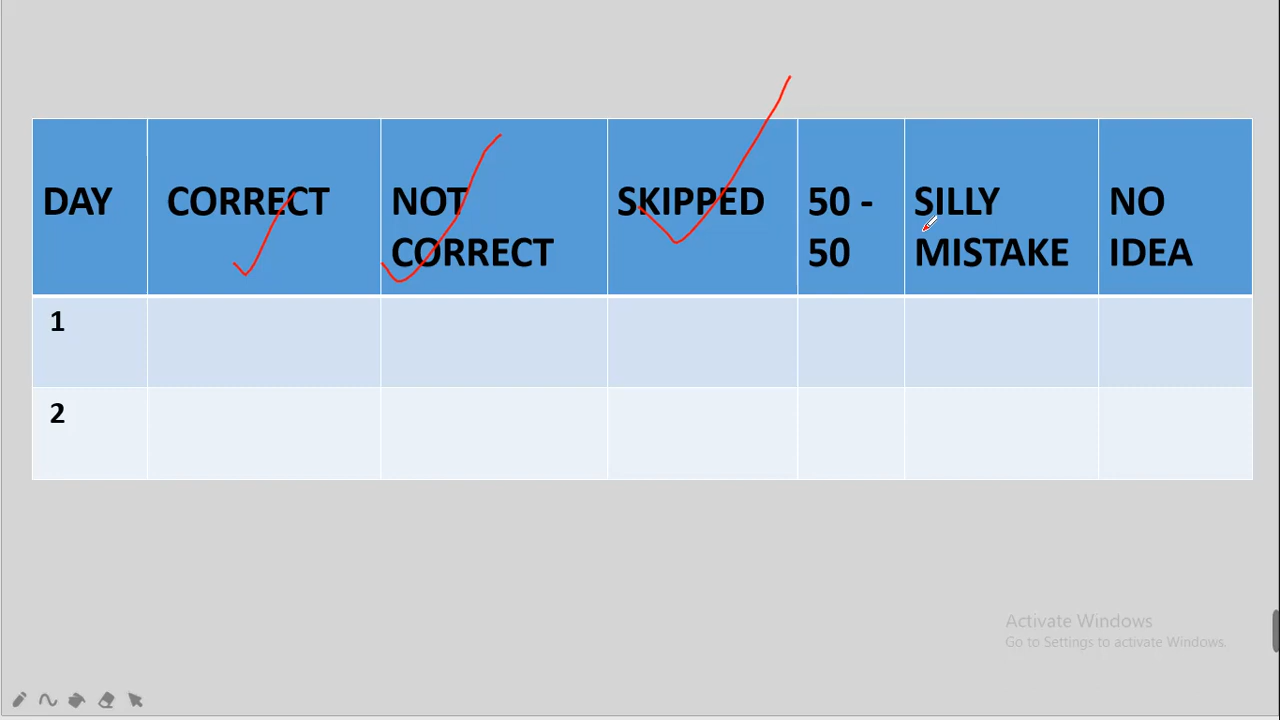 DAY CORRECT NOT CORRECT SKIPPED 50 - 50 SILLY MISTAKE NO IDEA
1
2
Activate Windows
Go to Settings to activate Windows.